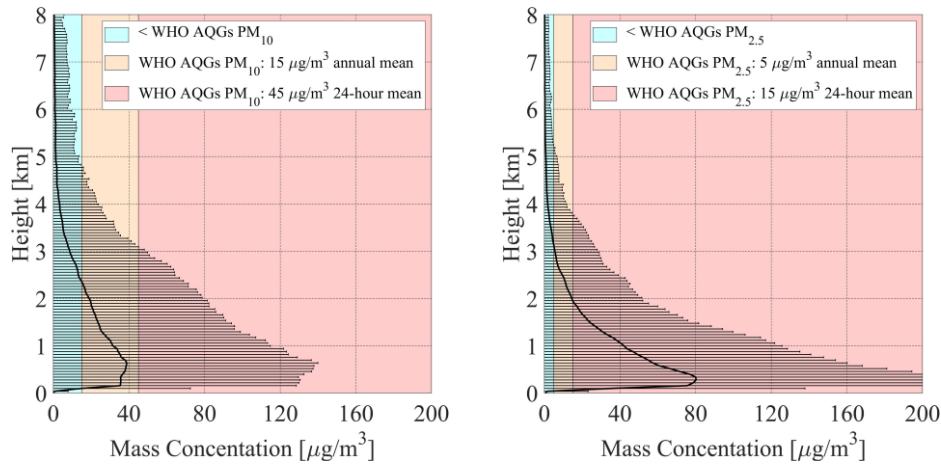 8
7
6
5
4
3
2
1
0
Height [km]
< WHO AQGs PM10
WHO AQGs PM10: 15 μg/m3 annual mean
WHO AQGs PM10: 45 μg/m3 24-hour mean
0 40 80 120 160 200
Mass Concentration [μg/m3]
8
7
6
5
4
3
2
1
0
Height [km]
< WHO AQGs PM2.5
WHO AQGs PM2.5: 5 μg/m3 annual mean
WHO AQGs PM2.5: 15 μg/m3 24-hour mean
0 40 80 120 160 200
Mass Concentration [μg/m3]